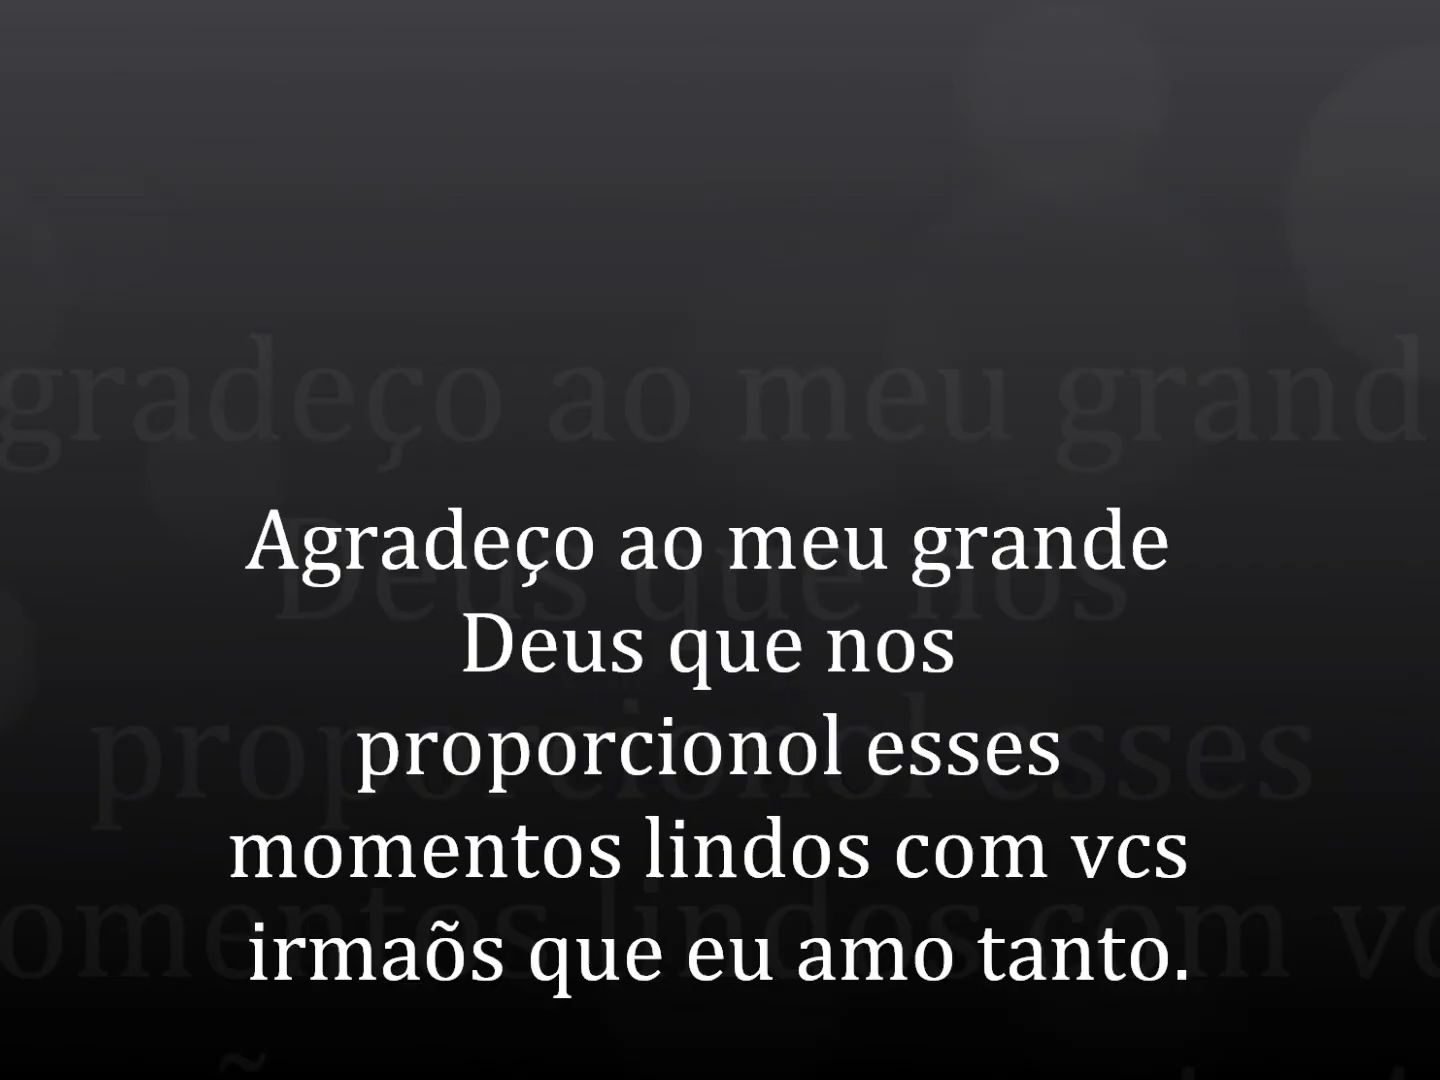 Agradeço ao meu grande
Deus que nos
proporcionol esses
momentos lindos com vcs
irmaõs que eu amo tanto.